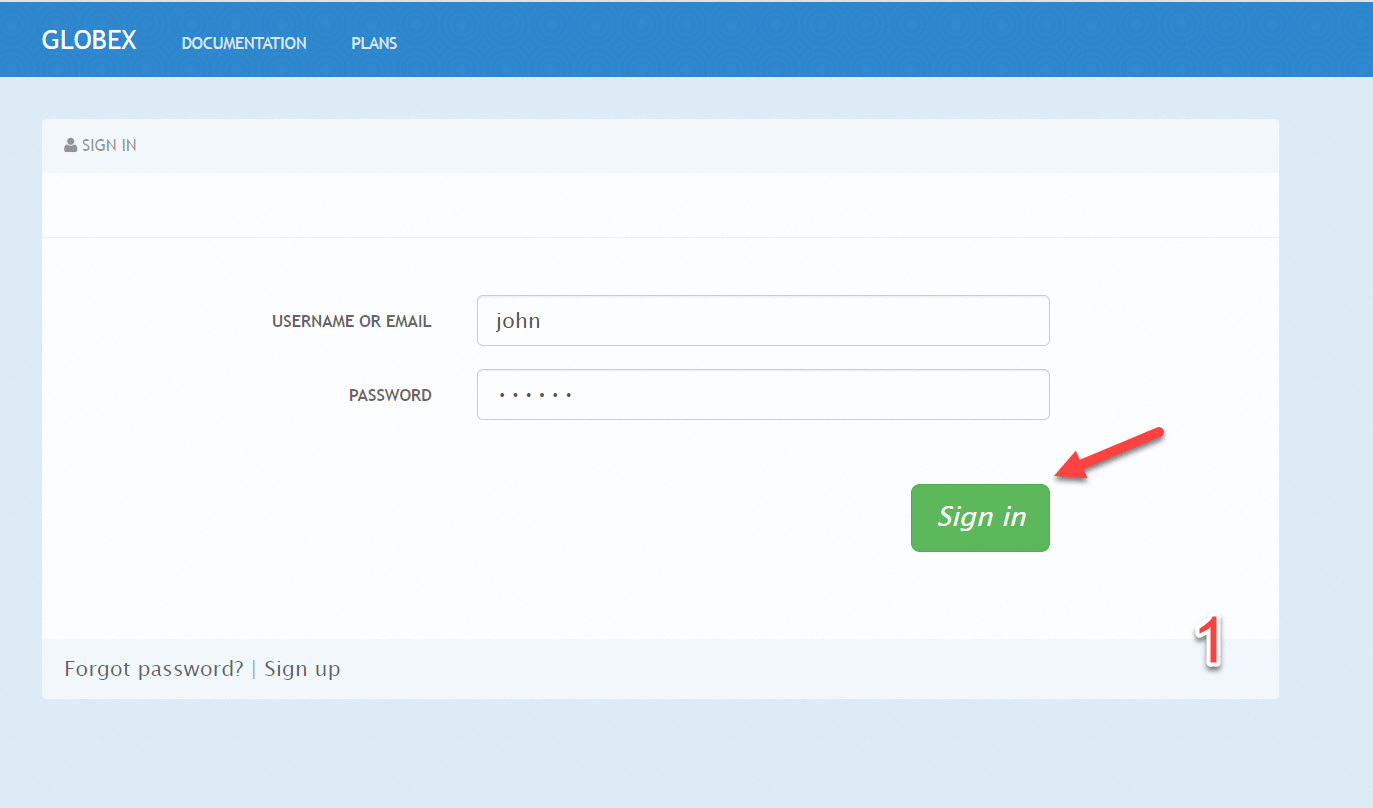 GLOBEX DOCUMENTATION PLANS
SIGN IN
USERNAME OR EMAIL john
PASSWORD ••••••
Sign in
1
Forgot password? | Sign up